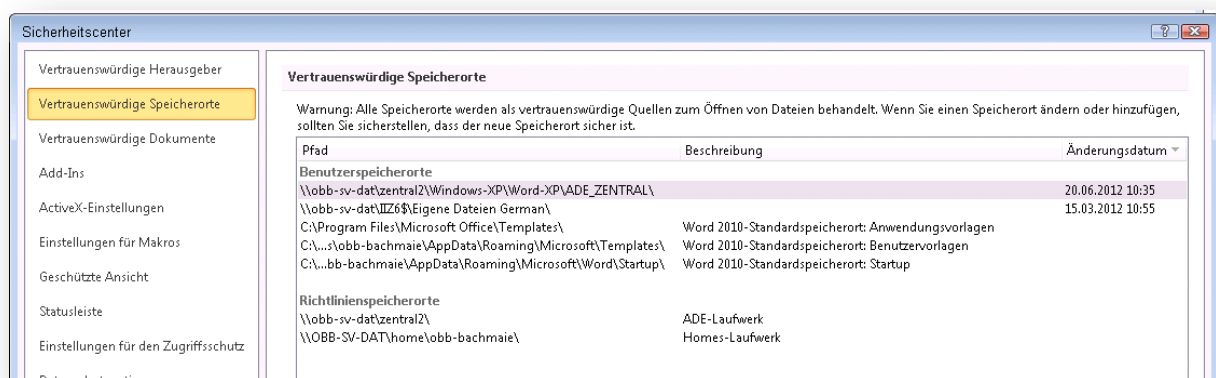 Sicherheitscenter
Vertrauenswürdige Herausgeber
Vertrauenswürdige Speicherorte
Vertrauenswürdige Dokumente
Add-Ins
ActiveX-Einstellungen
Einstellungen für Makros
Geschützte Ansicht
Statusleiste
Einstellungen für den Zugriffsschutz
Vertrauenswürdige Speicherorte
Warnung: Alle Speicherorte werden als vertrauenswürdige Quellen zum Öffnen von Dateien behandelt. Wenn Sie einen Speicherort ändern oder hinzufügen,
sollten Sie sicherstellen, dass der neue Speicherort sicher ist.
Pfad Beschreibung Änderungsdatum
Benutzerspeicherorte
\\obb-sv-dat\zentral2\Windows-XP\Word-XP\ADE_ZENTRAL\ 20.06.2012 10:35
\\obb-sv-dat\IIZ6$\Eigene Dateien German\ 15.03.2012 10:55
C:\Program Files\Microsoft Office\Templates\ Word 2010-Standardspeicherort: Anwendungsvorlagen
C:\...s\obb-bachmaie\AppData\Roaming\Microsoft\Templates\ Word 2010-Standardspeicherort: Benutzervorlagen
C:\...bb-bachmaie\AppData\Roaming\Microsoft\Word\Startup\ Word 2010-Standardspeicherort: Startup
Richtlinienspeicherorte
\\obb-sv-dat\zentral2\ ADE-Laufwerk
\\OBB-SV-DAT\home\obb-bachmaie\ Homes-Laufwerk